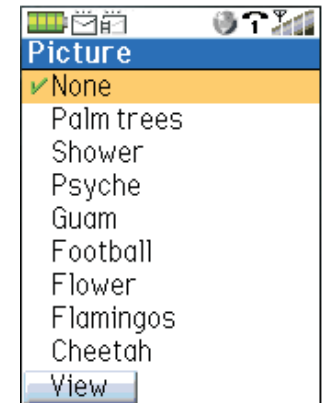 Picture
None
Palm trees
Shower
Psyche
Guam
Football
Flower
Flamingos
Cheetah
View